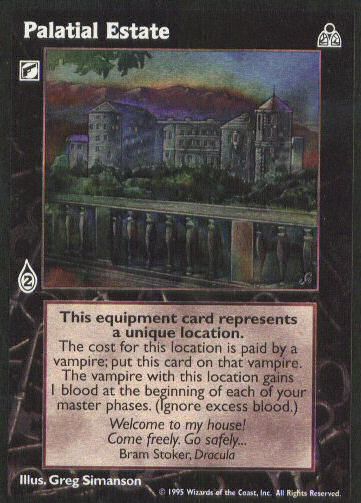 Palatial Estate
2
This equipment card represents
a unique location.
The cost for this location is paid by a
vampire; put this card on that vampire.
The vampire with this location gains
1 blood at the beginning of each of your
master phases. (Ignore excess blood.)
Welcome to my house!
Come freely. Go safely...
Bram Stoker, Dracula
Illus. Greg Simanson
© 1995 Wizards of the Coast, Inc. All Rights Reserved.